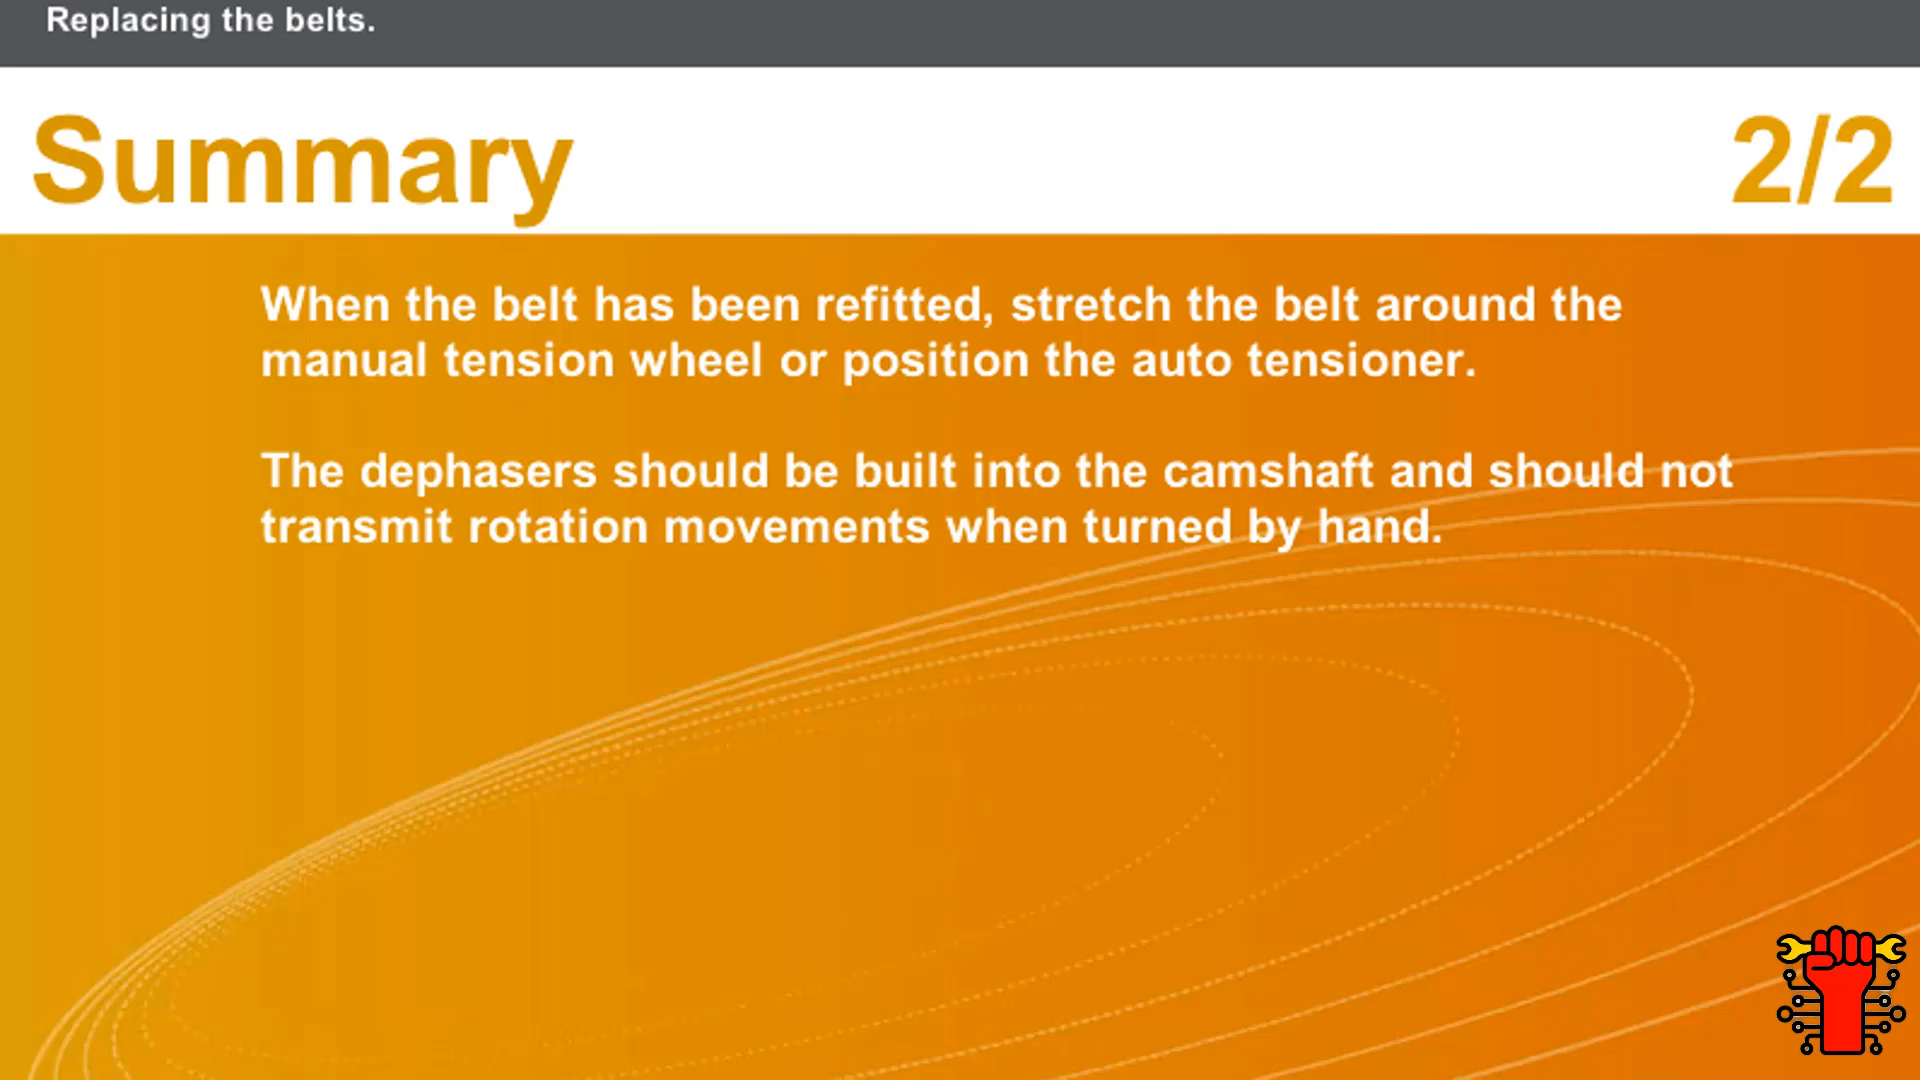 Replacing the belts.
Summary
2/2
When the belt has been refitted, stretch the belt around the
manual tension wheel or position the auto tensioner.
The dephasers should be built into the camshaft and should not
transmit rotation movements when turned by hand.